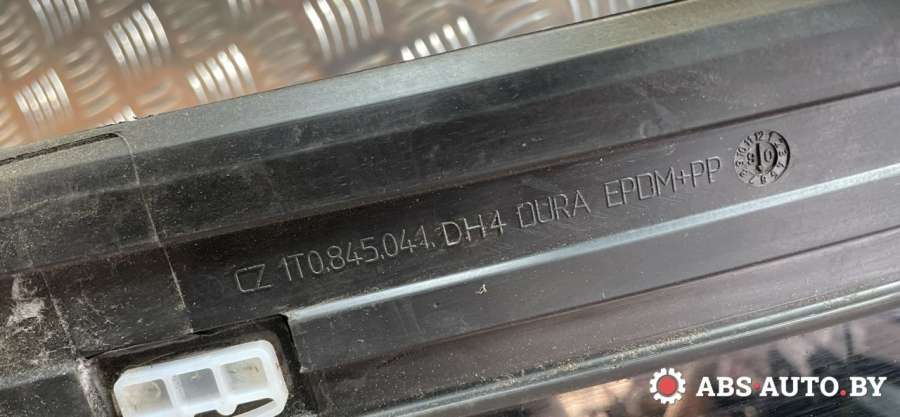 CZ 1T0.845.041.DH4 DURA EPDM+PP
ABS-AUTO.BY